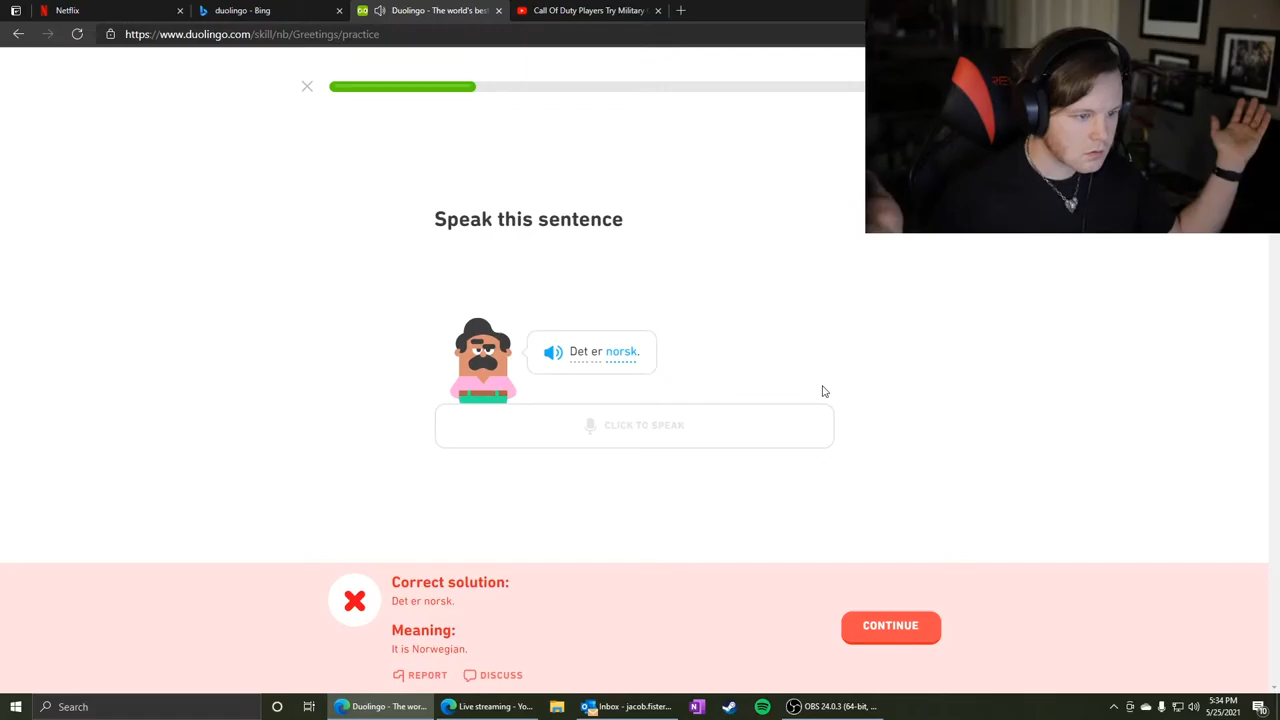 Netflix
duolingo - Bing
Duolingo - The world's best
Call Of Duty Players Try Military
https://www.duolingo.com/skill/nb/Greetings/practice
Speak this sentence
Det er norsk.
CLICK TO SPEAK
Correct solution:
Det er norsk.
Meaning:
It is Norwegian.
REPORT
DISCUSS
CONTINUE
Search
Duolingo - The wor...
Live streaming - Yo...
Inbox - jacob.fister...
OBS 24.0.3 (64-bit, ...
5:34 PM
5/25/2021